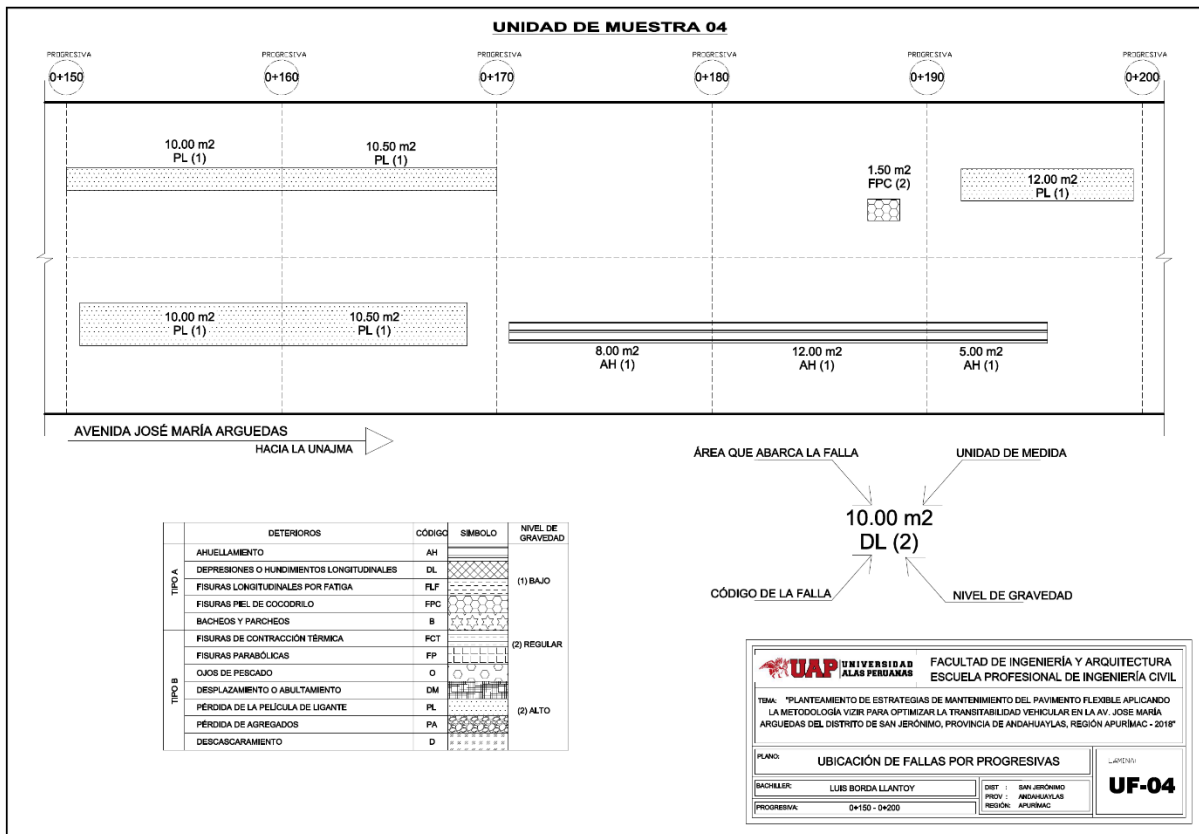 UNIDAD DE MUESTRA 04
PROGRESIVA PROGRESIVA PROGRESIVA PROGRESIVA PROGRESIVA PROGRESIVA
0+150 0+160 0+170 0+180 0+190 0+200
10.00 m2
PL (1)
10.50 m2
PL (1)
1.50 m2
FPC (2)
12.00 m2
PL (1)
10.00 m2
PL (1)
10.50 m2
PL (1)
8.00 m2
AH (1)
12.00 m2
AH (1)
5.00 m2
AH (1)
AVENIDA JOSÉ MARÍA ARGUEDAS
HACIA LA UNAJMA
ÁREA QUE ABARCA LA FALLA
UNIDAD DE MEDIDA
10.00 m2
DL (2)
CÓDIGO DE LA FALLA
NIVEL DE GRAVEDAD
DETERIOROS CÓDIGO SIMBOLO NIVEL DE GRAVEDAD
TIPO A
AHUELLAMIENTO AH
DEPRESIONES O HUNDIMIENTOS LONGITUDINALES DL
(1) BAJO
FISURAS LONGITUDINALES POR FATIGA FLF
FISURAS PIEL DE COCODRILO FPC
BACHEOS Y PARCHEOS B
TIPO B
FISURAS DE CONTRACCIÓN TÉRMICA FCT
(2) REGULAR
FISURAS PARABÓLICAS FP
OJOS DE PESCADO O
DESPLAZAMIENTO O ABULTAMIENTO DM
PÉRDIDA DE LA PELÍCULA DE LIGANTE PL
(2) ALTO
PÉRDIDA DE AGREGADOS PA
DESCASCARAMIENTO D
UAP UNIVERSIDAD ALAS PERUANAS
FACULTAD DE INGENIERÍA Y ARQUITECTURA
ESCUELA PROFESIONAL DE INGENIERÍA CIVIL
TEMA: "PLANTEAMIENTO DE ESTRATEGIAS DE MANTENIMIENTO DEL PAVIMENTO FLEXIBLE APLICANDO
LA METODOLOGÍA VIZIR PARA OPTIMIZAR LA TRANSITABILIDAD VEHICULAR EN LA AV. JOSE MARÍA
ARGUEDAS DEL DISTRITO DE SAN JERÓNIMO, PROVINCIA DE ANDAHUAYLAS, REGIÓN APURÍMAC - 2018"
PLANO: UBICACIÓN DE FALLAS POR PROGRESIVAS
LAMINA:
UF-04
BACHILLER: LUIS BORDA LLANTOY
PROGRESIVA: 0+150 - 0+200
DIST : SAN JERÓNIMO
PROV : ANDAHUAYLAS
REGIÓN: APURÍMAC